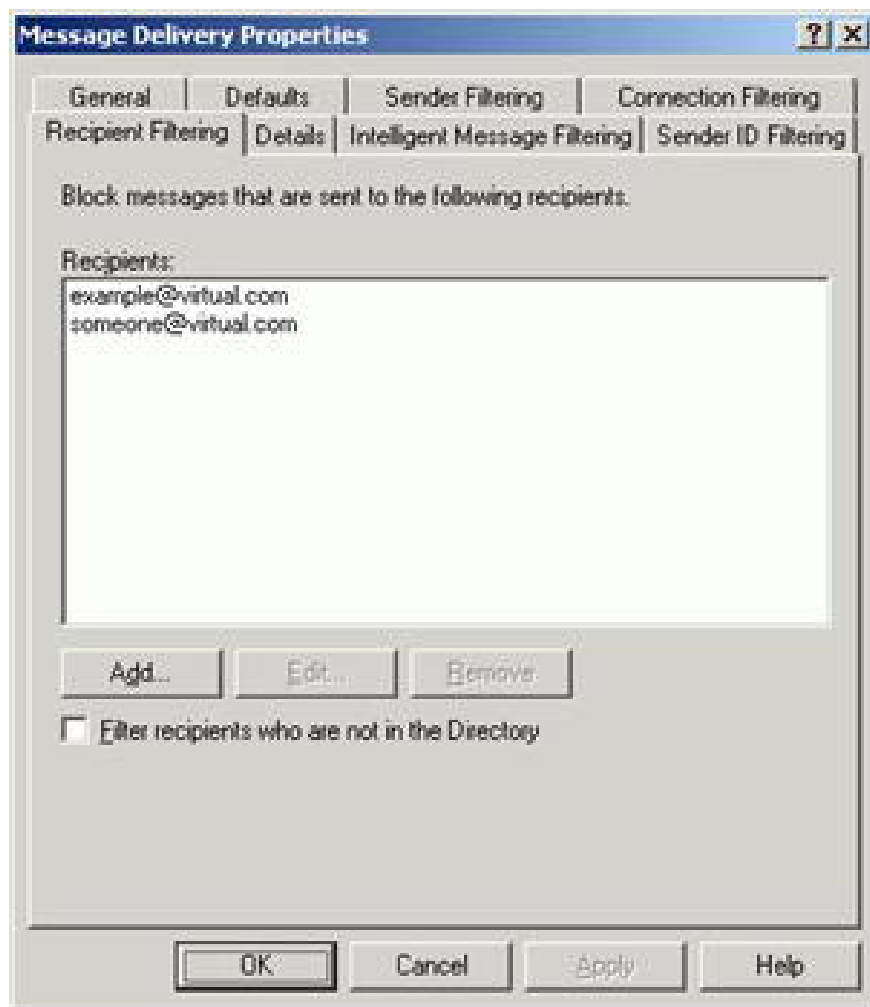 Message Delivery Properties
General Defaults Sender Filtering Connection Filtering
Recipient Filtering Details Intelligent Message Filtering Sender ID Filtering
Block messages that are sent to the following recipients.
Recipients:
example@virtual.com
someone@virtual.com
Add... Edit... Remove
Filter recipients who are not in the Directory
OK Cancel Apply Help